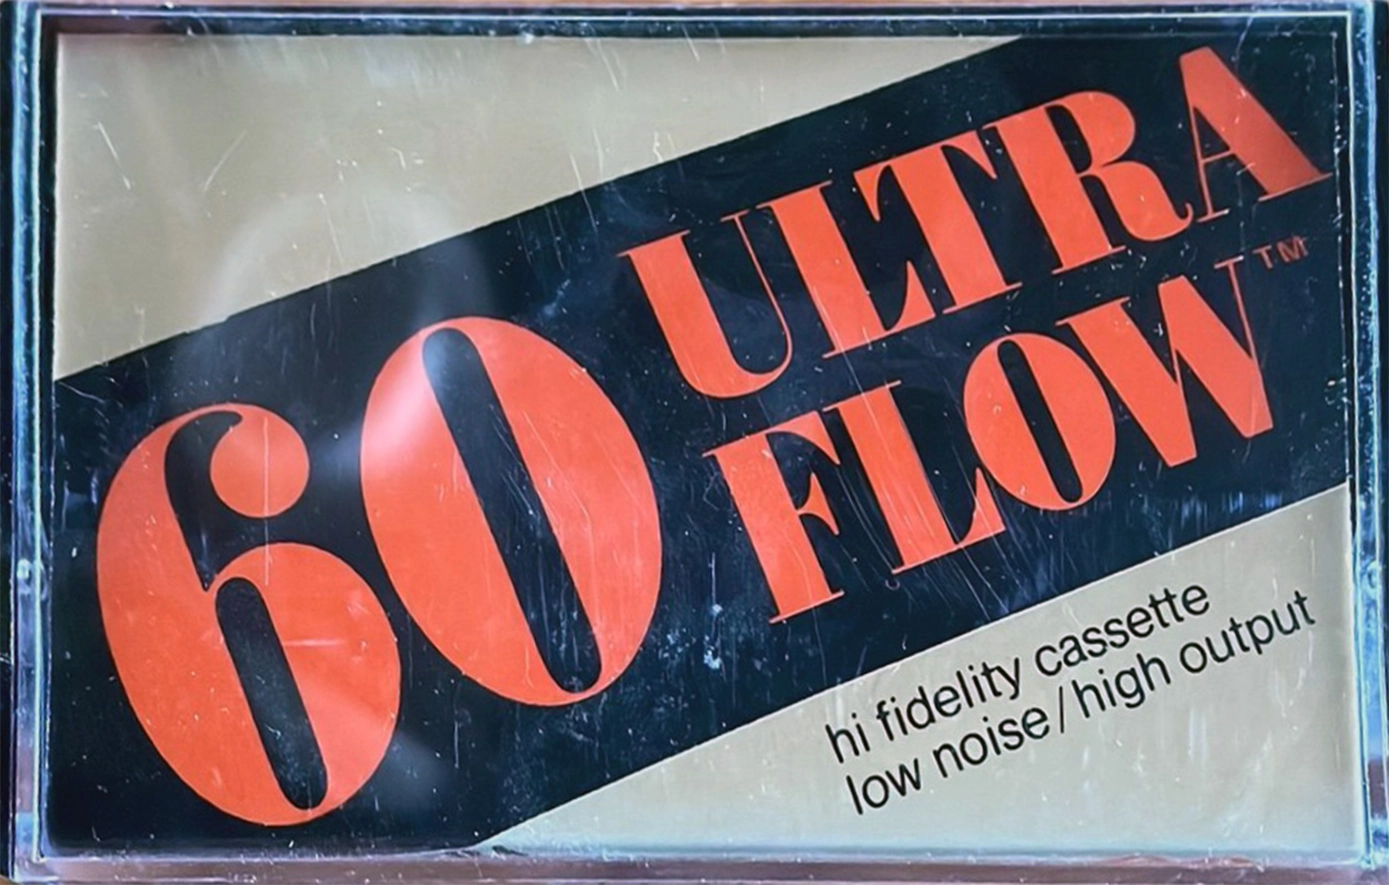 60
ULTRA
FLOW™
hi fidelity cassette
low noise/high output